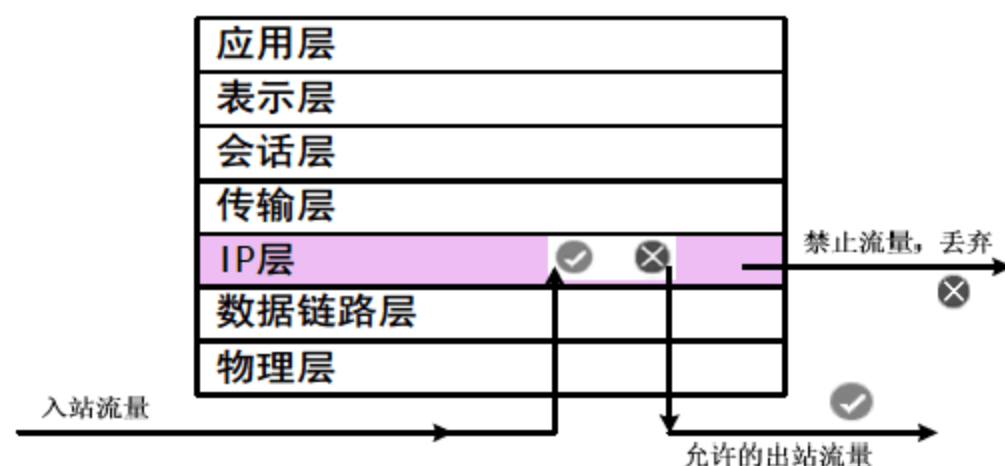 应用层
表示层
会话层
传输层
IP层
禁止流量，丢弃
数据链路层
物理层
入站流量
允许的出站流量